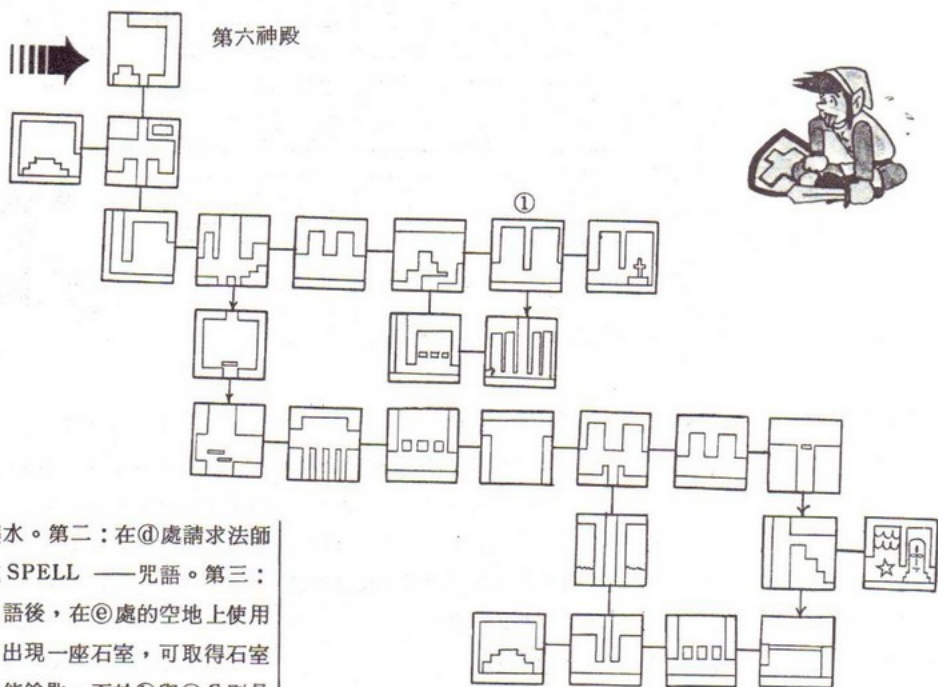 第六神殿
①
水。第二：在ⓓ處請求法師
SPELL ——咒語。第三：
語後，在ⓔ處的空地上使用
出現一座石室，可取得石室